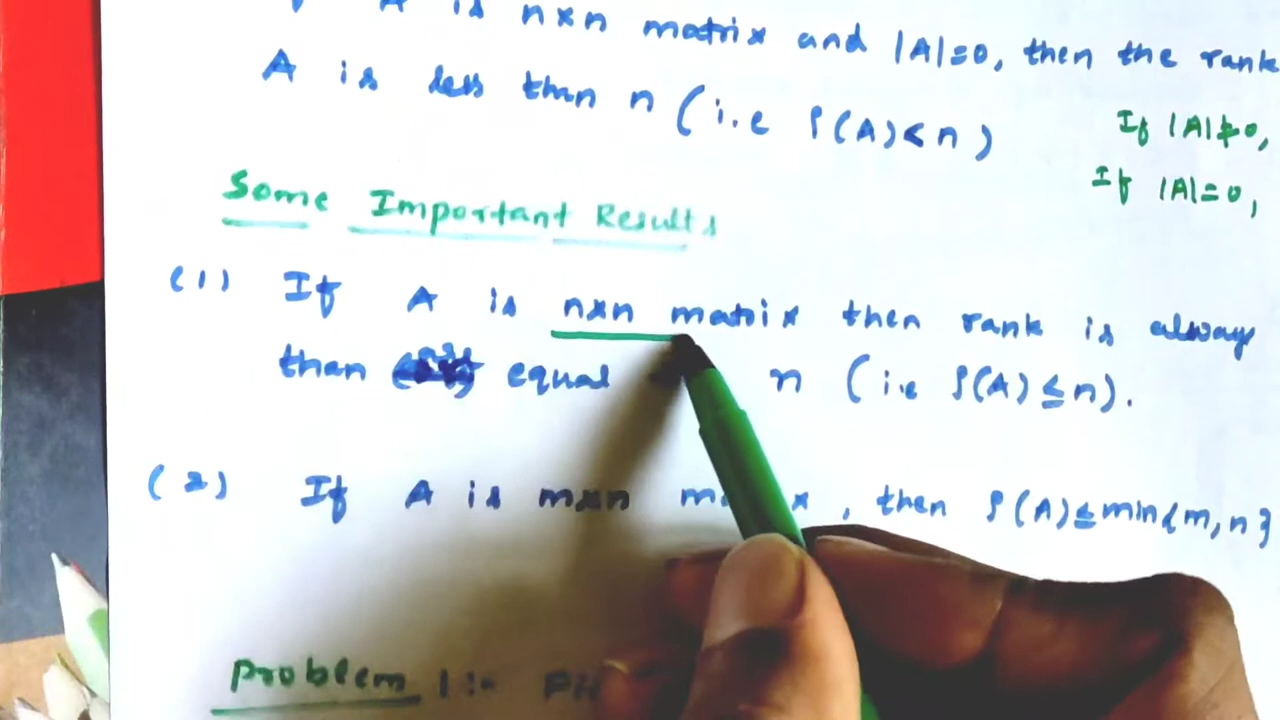 If A is n×n matrix and |A|=0, then the rank
A is less than n (i.e ρ(A)<n)
If |A|≠0,
If |A|=0,
Some Important Results
(1) If A is n×n matrix then rank is always
than equal n (i.e ρ(A)≤n).
(2) If A is m×n , then ρ(A)≤min{m,n}
Problem 1:-